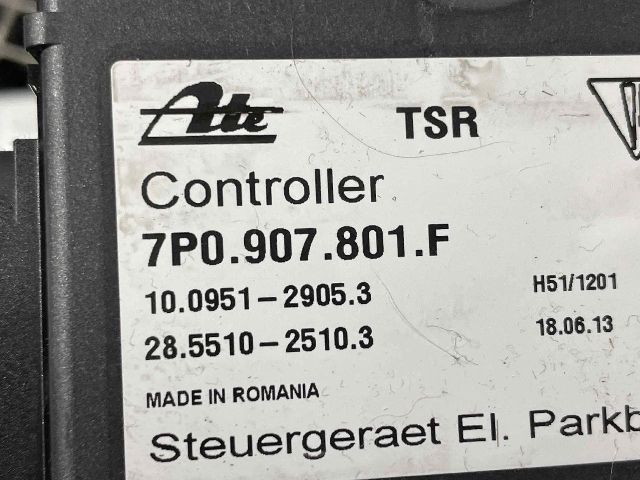 Ate TSR
Controller
7P0.907.801.F
10.0951-2905.3 H51/1201
28.5510-2510.3 18.06.13
MADE IN ROMANIA
Steuergeraet El. Parkb